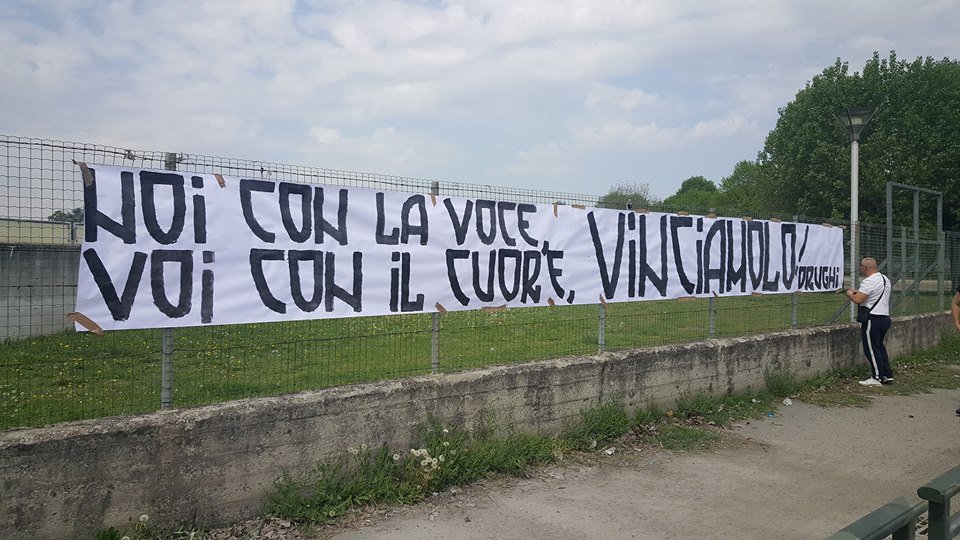 NOI CON LA VOCE,
VOI CON IL CUORE, VINCIAMOLO!
DRUGHI